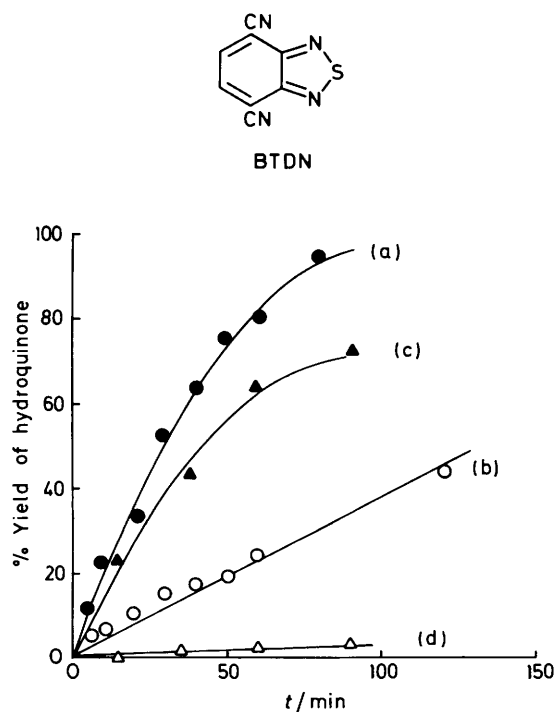 CN
N
S
N
CN
BTDN
100
80
60
40
20
0
% Yield of hydroquinone
(a)
(c)
(b)
(d)
0
50
100
150
t/min